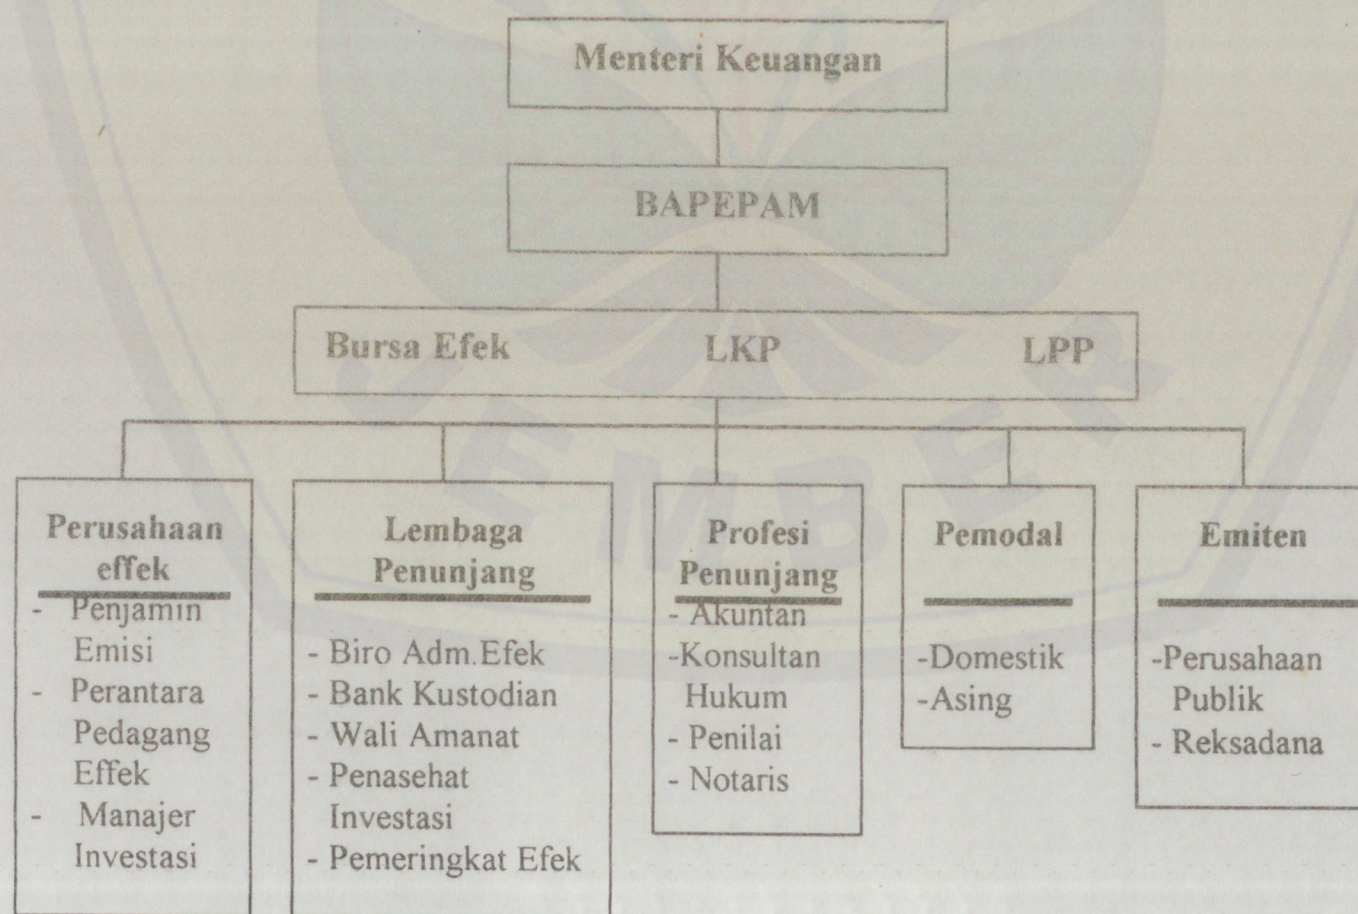 Menteri Keuangan
BAPEPAM
Bursa Efek LKP LPP
Perusahaan
effek
- Penjamin
Emisi
- Perantara
Pedagang
Effek
- Manajer
Investasi
Lembaga
Penunjang
- Biro Adm.Efek
- Bank Kustodian
- Wali Amanat
- Penasehat
Investasi
- Pemeringkat Efek
Profesi
Penunjang
- Akuntan
-Konsultan
Hukum
- Penilai
- Notaris
Pemodal
-Domestik
-Asing
Emiten
-Perusahaan
Publik
- Reksadana
JEMBER